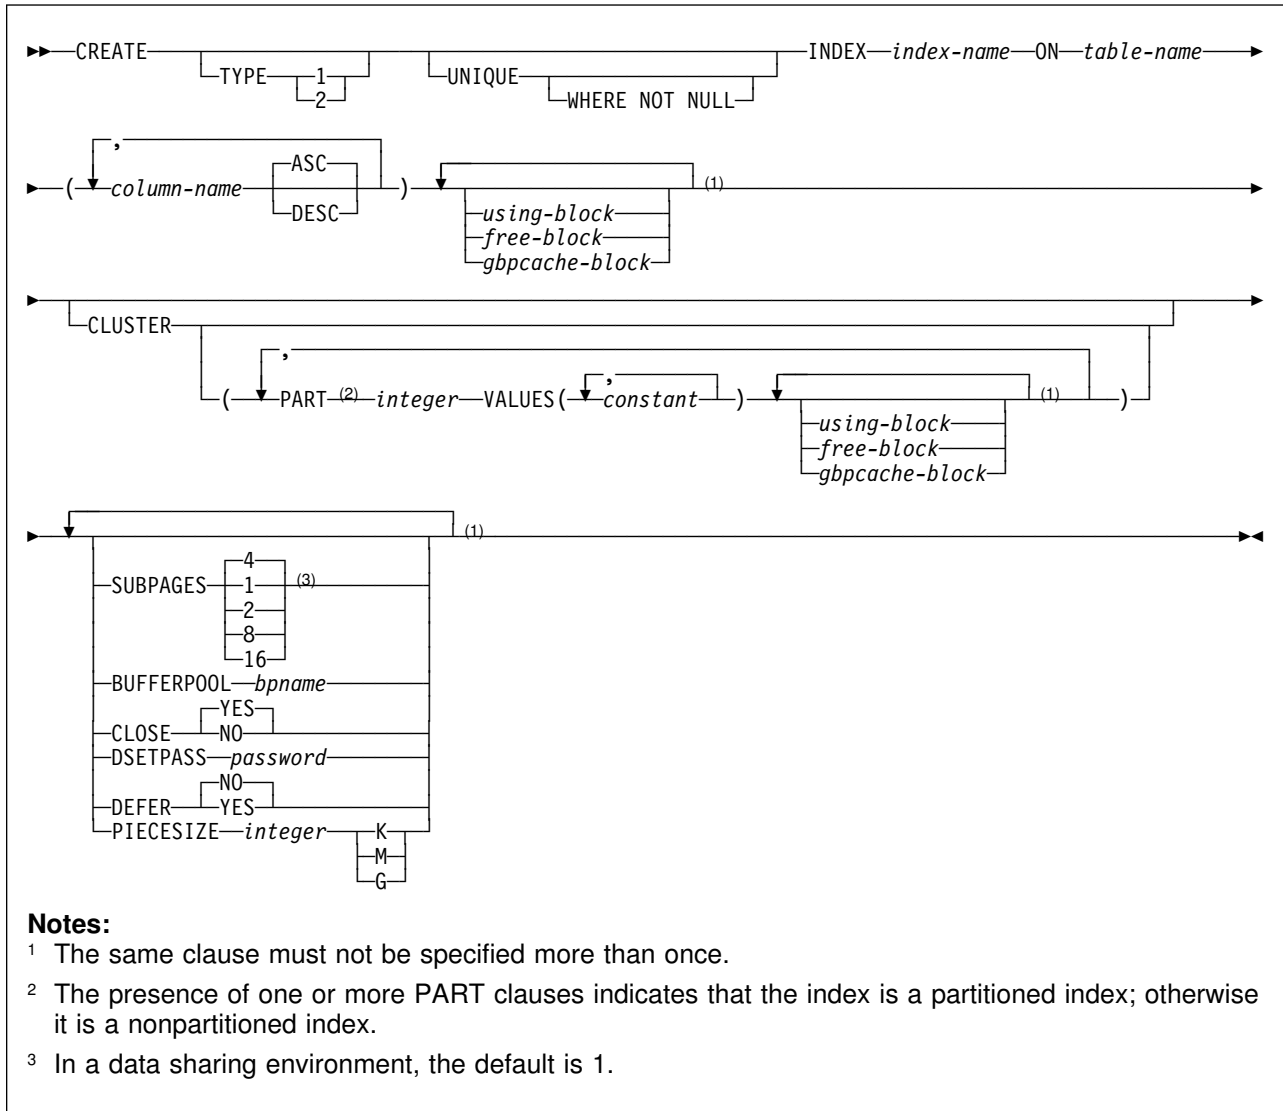 CREATE TYPE 1 UNIQUE INDEX index-name ON table-name
2 WHERE NOT NULL
,
( column-name ASC ) (1)
DESC using-block
free-block
gbpcache-block
CLUSTER
,
( PART (2) integer VALUES( , constant ) (1) )
using-block
free-block
gbpcache-block
(1)
4
SUBPAGES 1 (3)
2
8
16
BUFFERPOOL bpname
YES
CLOSE NO
DSETPASS password
NO
DEFER YES
PIECESIZE integer K
M
G
Notes:
1 The same clause must not be specified more than once.
2 The presence of one or more PART clauses indicates that the index is a partitioned index; otherwise
it is a nonpartitioned index.
3 In a data sharing environment, the default is 1.